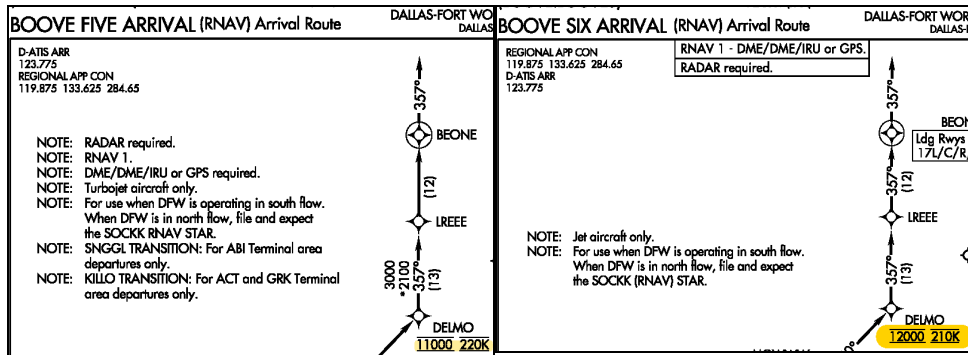 BOOVE FIVE ARRIVAL (RNAV) Arrival Route
DALLAS-FORT WO
DALLAS
D-ATIS ARR
123.775
REGIONAL APP CON
119.875 133.625 284.65
357°
BEONE
NOTE: RADAR required.
NOTE: RNAV 1.
NOTE: DME/DME/IRU or GPS required.
NOTE: Turbojet aircraft only.
NOTE: For use when DFW is operating in south flow.
When DFW is in north flow, file and expect
the SOCKK RNAV STAR.
NOTE: SNGGL TRANSITION: For ABI Terminal area
departures only.
NOTE: KILLO TRANSITION: For ACT and GRK Terminal
area departures only.
(12)
LREEE
3000
*2100
357°
(13)
DELMO
11000 220K
BOOVE SIX ARRIVAL (RNAV) Arrival Route
DALLAS-FORT WOR
DALLAS-
REGIONAL APP CON
119.875 133.625 284.65
D-ATIS ARR
123.775
RNAV 1 - DME/DME/IRU or GPS.
RADAR required.
357°
BEON
Ldg Rwys
17L/C/R,
357°
(12)
LREEE
NOTE: Jet aircraft only.
NOTE: For use when DFW is operating in south flow.
When DFW is in north flow, file and expect
the SOCKK (RNAV) STAR.
357°
(13)
DELMO
12000 210K